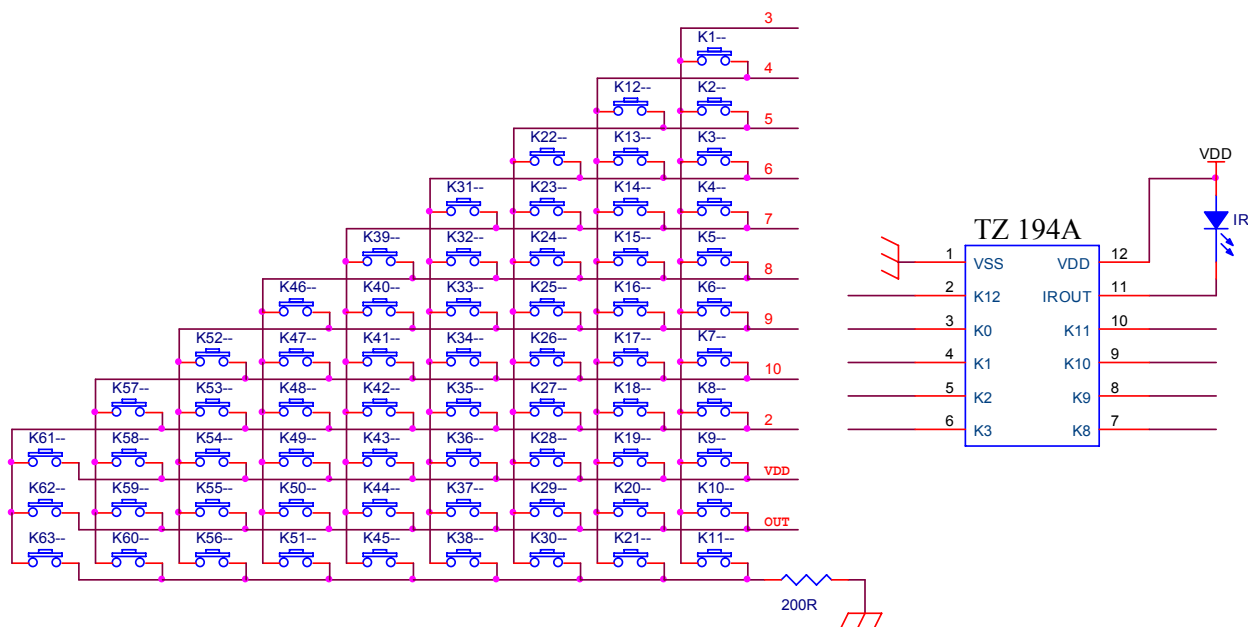 3
K1--
4
K12-- K2--
5
K22-- K13-- K3--
6
K31-- K23-- K14-- K4--
7
K39-- K32-- K24-- K15-- K5--
8
K46-- K40-- K33-- K25-- K16-- K6--
9
K52-- K47-- K41-- K34-- K26-- K17-- K7--
10
K57-- K53-- K48-- K42-- K35-- K27-- K18-- K8--
2
K61-- K58-- K54-- K49-- K43-- K36-- K28-- K19-- K9--
VDD
K62-- K59-- K55-- K50-- K44-- K37-- K29-- K20-- K10--
OUT
K63-- K60-- K56-- K51-- K45-- K38-- K30-- K21-- K11--
200R
VDD
IR
TZ 194A
1 VSS VDD 12
2 K12 IROUT 11
3 K0 K11 10
4 K1 K10 9
5 K2 K9 8
6 K3 K8 7